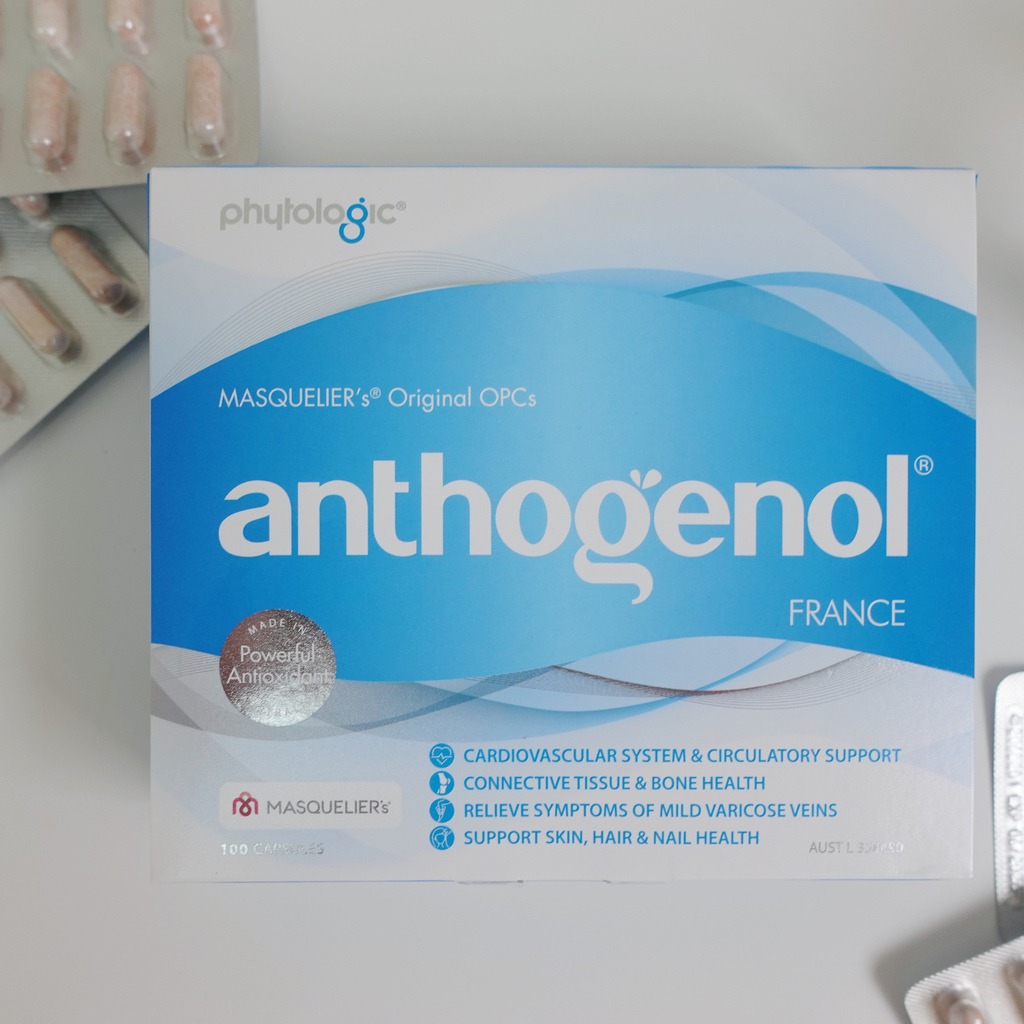 phytologic®
MASQUELIER's® Original OPCs
anthogenol®
FRANCE
MADE IN
Powerful
Antioxidant
CARDIOVASCULAR SYSTEM & CIRCULATORY SUPPORT
CONNECTIVE TISSUE & BONE HEALTH
RELIEVE SYMPTOMS OF MILD VARICOSE VEINS
SUPPORT SKIN, HAIR & NAIL HEALTH
MASQUELIER's®
100 CAPSULES
AUST L